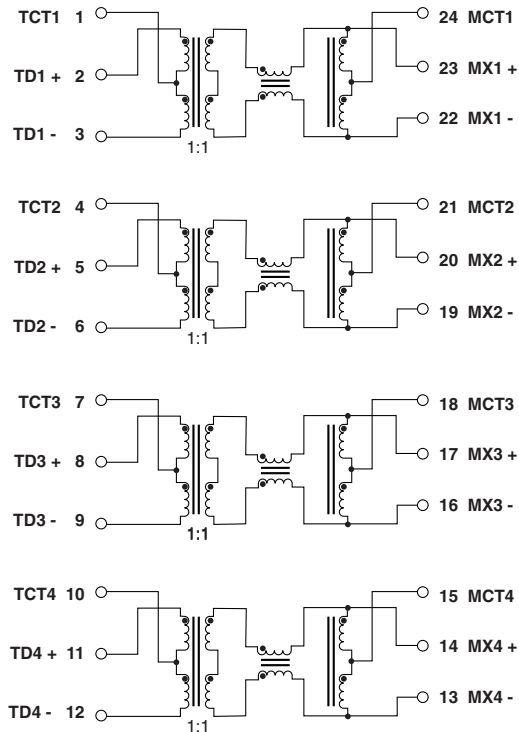 TCT1 1
24 MCT1
TD1 + 2
23 MX1 +
TD1 - 3
22 MX1 -
1:1
TCT2 4
21 MCT2
TD2 + 5
20 MX2 +
TD2 - 6
19 MX2 -
1:1
TCT3 7
18 MCT3
TD3 + 8
17 MX3 +
TD3 - 9
16 MX3 -
1:1
TCT4 10
15 MCT4
TD4 + 11
14 MX4 +
TD4 - 12
13 MX4 -
1:1